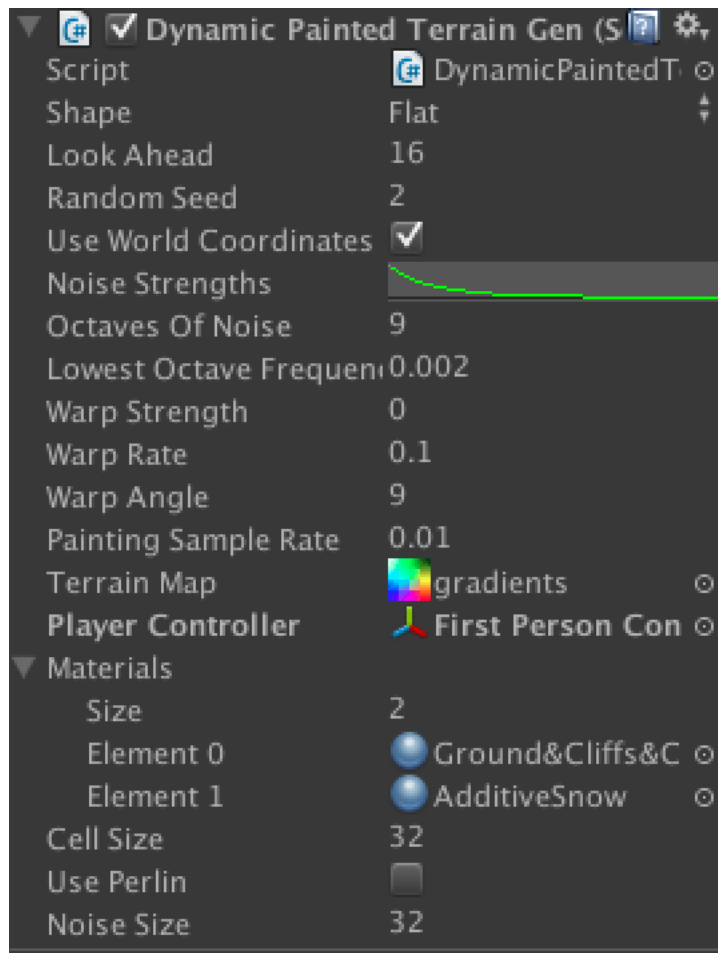 Dynamic Painted Terrain Gen (S
Script DynamicPaintedT
Shape Flat
Look Ahead 16
Random Seed 2
Use World Coordinates
Noise Strengths
Octaves Of Noise 9
Lowest Octave Frequen 0.002
Warp Strength 0
Warp Rate 0.1
Warp Angle 9
Painting Sample Rate 0.01
Terrain Map gradients
Player Controller First Person Con
Materials
Size 2
Element 0 Ground&Cliffs&C
Element 1 AdditiveSnow
Cell Size 32
Use Perlin
Noise Size 32